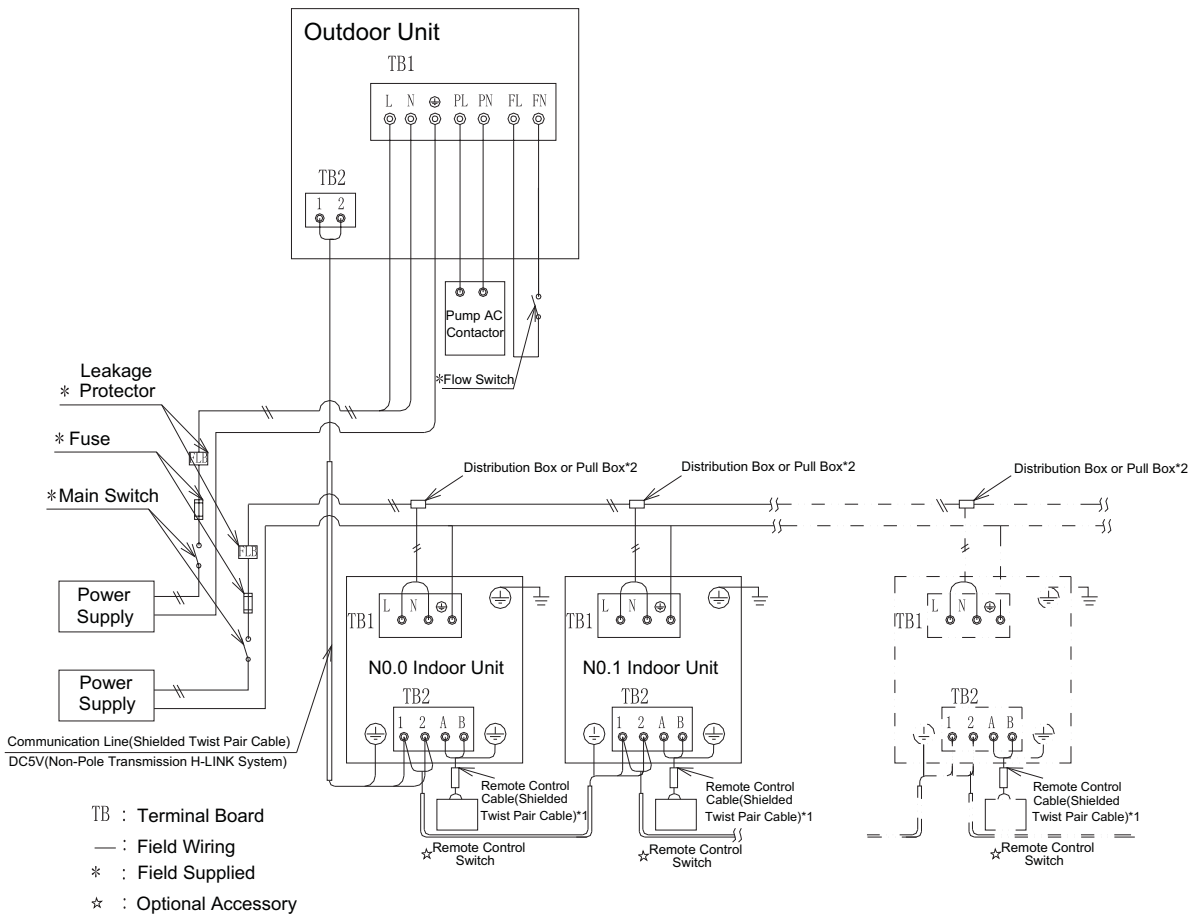 Outdoor Unit
TB1
L N PL PN FL FN
TB2
1 2
Pump AC
Contactor
*Flow Switch
Leakage
* Protector
* Fuse
*Main Switch
FLB
FLB
Distribution Box or Pull Box*2
Distribution Box or Pull Box*2
Distribution Box or Pull Box*2
Power
Supply
Power
Supply
L N
TB1
N0.0 Indoor Unit
TB2
1 2 A B
L N
TB1
N0.1 Indoor Unit
TB2
1 2 A B
L N
TB1
TB2
1 2 A B
Communication Line(Shielded Twist Pair Cable)
DC5V(Non-Pole Transmission H-LINK System)
Remote Control
Cable(Shielded
Twist Pair Cable)*1
☆Remote Control
Switch
Remote Control
Cable(Shielded
Twist Pair Cable)*1
☆Remote Control
Switch
Remote Control
Cable(Shielded
Twist Pair Cable)*1
☆Remote Control
Switch
TB : Terminal Board
— : Field Wiring
* : Field Supplied
☆ : Optional Accessory